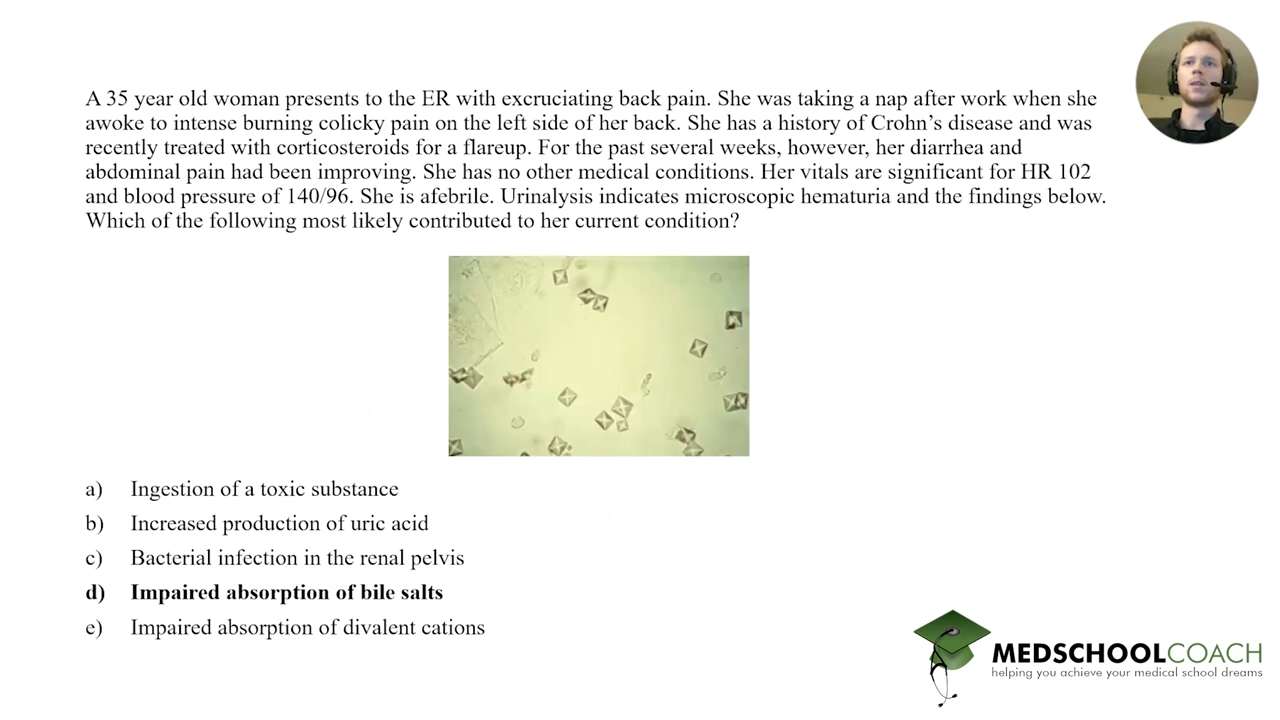 A 35 year old woman presents to the ER with excruciating back pain. She was taking a nap after work when she
awoke to intense burning colicky pain on the left side of her back. She has a history of Crohn’s disease and was
recently treated with corticosteroids for a flareup. For the past several weeks, however, her diarrhea and
abdominal pain had been improving. She has no other medical conditions. Her vitals are significant for HR 102
and blood pressure of 140/96. She is afebrile. Urinalysis indicates microscopic hematuria and the findings below.
Which of the following most likely contributed to her current condition?
a) Ingestion of a toxic substance
b) Increased production of uric acid
c) Bacterial infection in the renal pelvis
d) Impaired absorption of bile salts
e) Impaired absorption of divalent cations
MEDSCHOOLCOACH
helping you achieve your medical school dreams